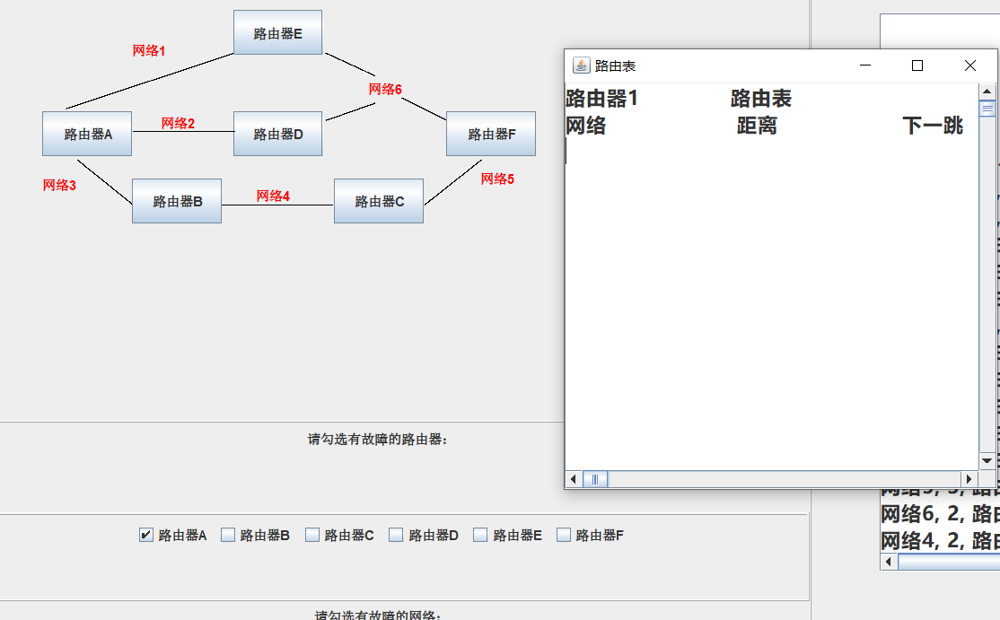 路由器E
网络1
网络6
网络2
路由器A
路由器D
路由器F
网络3
网络5
路由器B
网络4
路由器C
路由表
路由器1 路由表
网络 距离 下一跳
请勾选有故障的路由器:
路由器A 路由器B 路由器C 路由器D 路由器E 路由器F
请勾选有故障的网络:
网络6, 2, 路由
网络4, 2, 路由